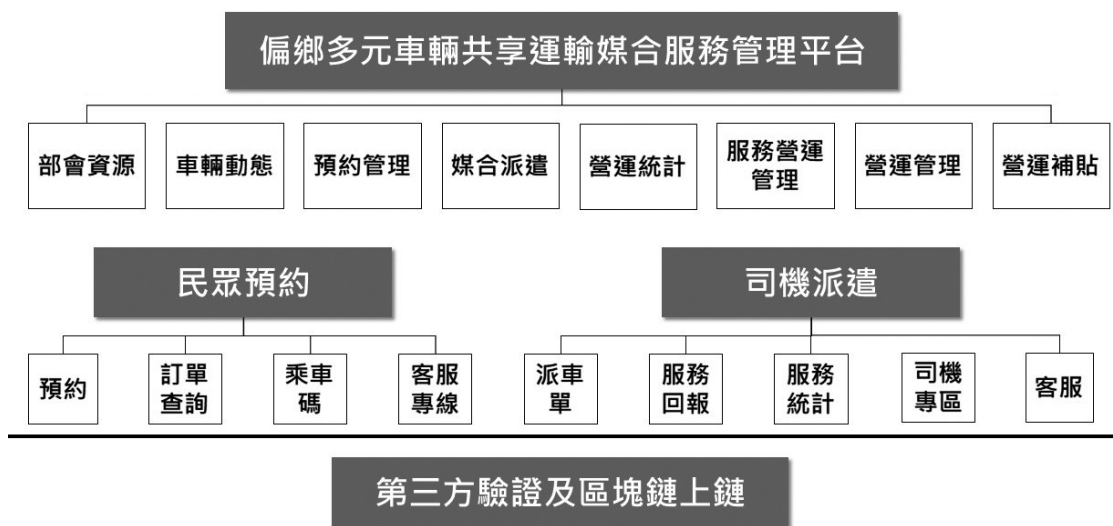 偏鄉多元車輛共享運輸媒合服務管理平台
部會資源
車輛動態
預約管理
媒合派遣
營運統計
服務營運
管理
營運管理
營運補貼
民眾預約
司機派遣
預約
訂單
查詢
乘車
碼
客服
專線
派車
單
服務
回報
服務
統計
司機
專區
客服
第三方驗證及區塊鏈上鏈